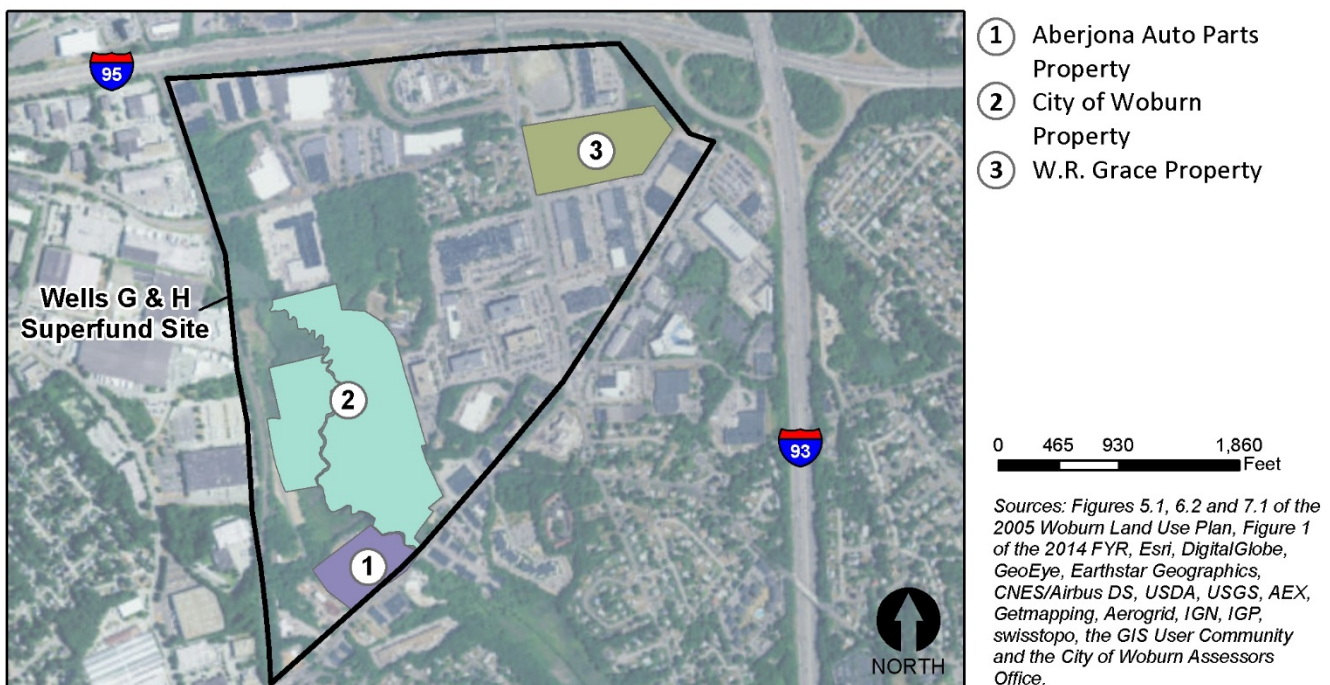 95
3
Wells G & H
Superfund Site
2
93
1
NORTH
1 Aberjona Auto Parts
Property
2 City of Woburn
Property
3 W.R. Grace Property
0 465 930 1,860
Feet
Sources: Figures 5.1, 6.2 and 7.1 of the
2005 Woburn Land Use Plan, Figure 1
of the 2014 FYR, Esri, DigitalGlobe,
GeoEye, Earthstar Geographics,
CNES/Airbus DS, USDA, USGS, AEX,
Getmapping, Aerogrid, IGN, IGP,
swisstopo, the GIS User Community
and the City of Woburn Assessors
Office.